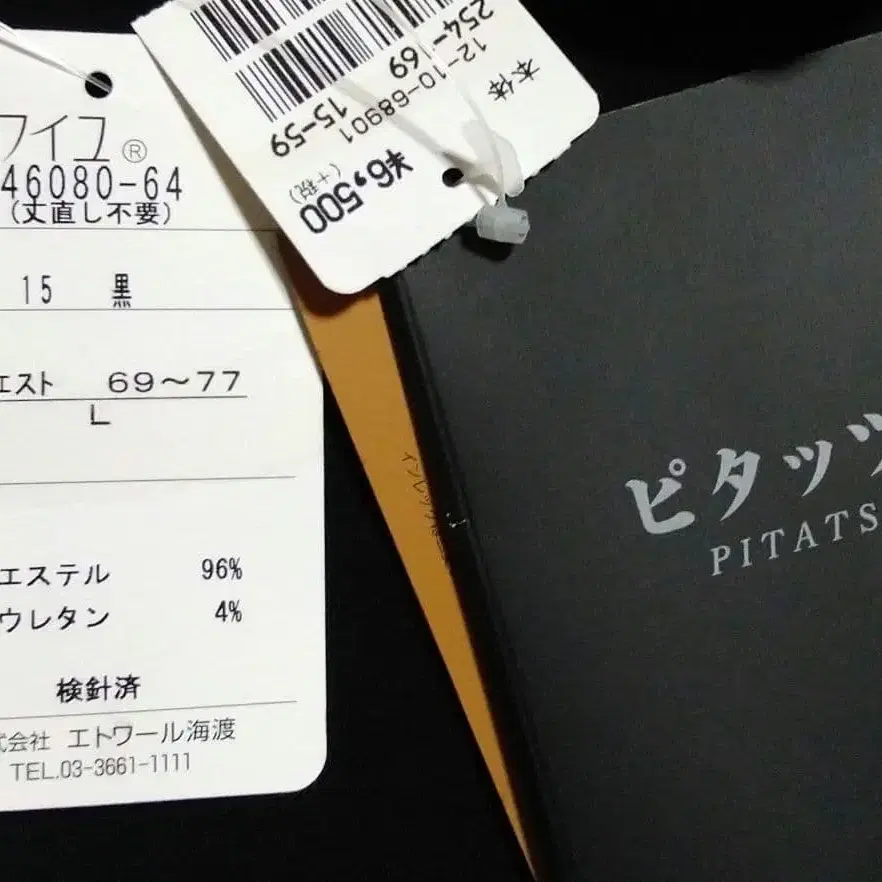 ワイユ®
46080-64
(丈直し不要)
15 黒
エスト 69~77
L
エステル 96%
ウレタン 4%
検針済
式会社 エトワール海渡
TEL.03-3661-1111
本体
12-10-68901
254-169 15-59
¥6,500
(+税)
ピタッツ
PITATS